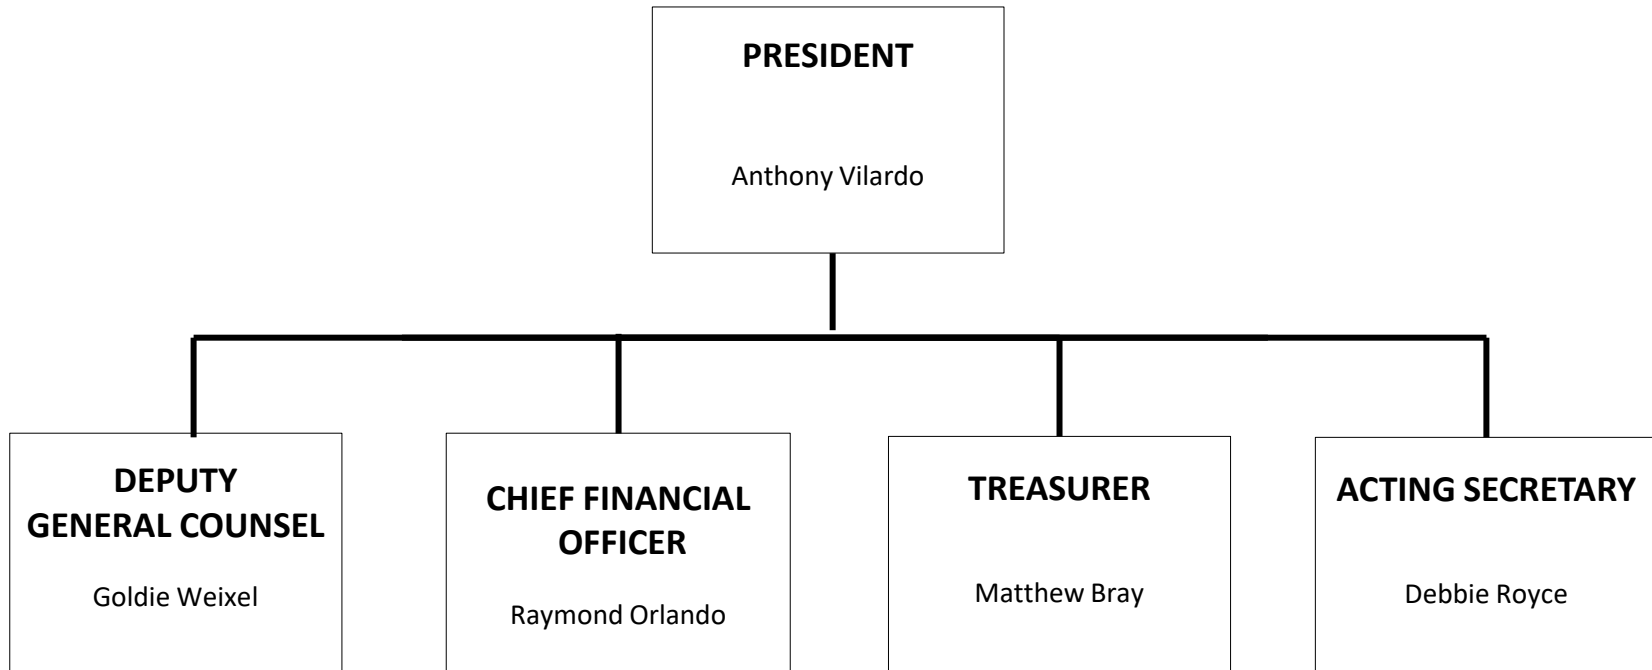 PRESIDENT
Anthony Vilardo
DEPUTY
GENERAL COUNSEL
Goldie Weixel
CHIEF FINANCIAL
OFFICER
Raymond Orlando
TREASURER
Matthew Bray
ACTING SECRETARY
Debbie Royce